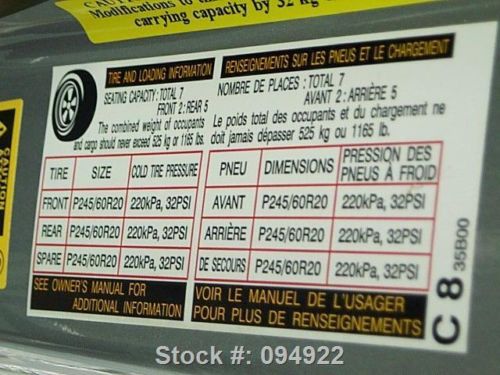 CAU
Modifications to th
carrying capacity by 32 kg
CAUTION
TIRE AND LOADING INFORMATION
SEATING CAPACITY: TOTAL 7
FRONT 2: REAR 5
The combined weight of occupants
and cargo should never exceed 525 kg or 1165 lbs.
RENSEIGNEMENTS SUR LES PNEUS ET LE CHARGEMENT
NOMBRE DE PLACES : TOTAL 7
AVANT 2 : ARRIÈRE 5
Le poids total des occupants et du chargement ne
doit jamais dépasser 525 kg ou 1165 lb.
TIRE SIZE COLD TIRE PRESSURE
FRONT P245/60R20 220kPa, 32PSI
REAR P245/60R20 220kPa, 32PSI
SPARE P245/60R20 220kPa, 32PSI
PNEU DIMENSIONS PRESSION DES
PNEUS À FROID
AVANT P245/60R20 220kPa, 32PSI
ARRIÈRE P245/60R20 220kPa, 32PSI
DE SECOURS P245/60R20 220kPa, 32PSI
SEE OWNER'S MANUAL FOR
ADDITIONAL INFORMATION
VOIR LE MANUEL DE L'USAGER
POUR PLUS DE RENSEIGNEMENTS
C 8 35B00
Stock #: 094922